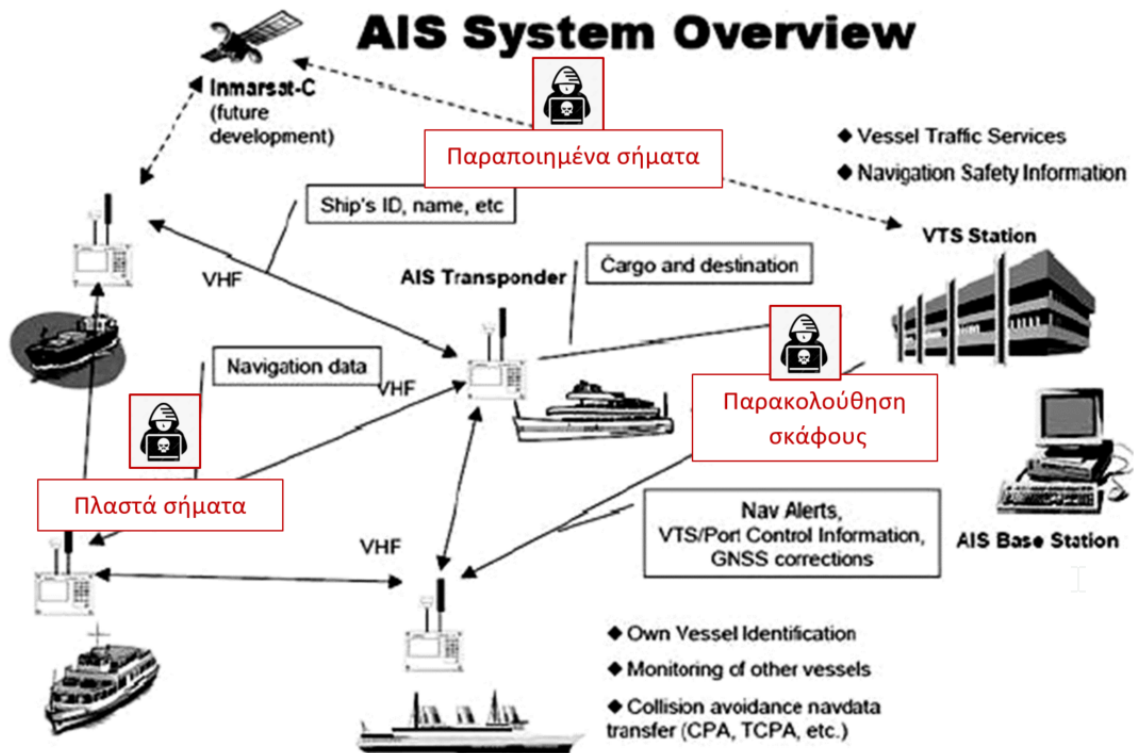 AIS System Overview
Inmarsat-C
(future
development)
Παραποιημένα σήματα
◆ Vessel Traffic Services
◆ Navigation Safety Information
Ship's ID, name, etc
VTS Station
VHF
AIS Transponder
Cargo and destination
Navigation data
VHF
Παρακολούθηση
σκάφους
Πλαστά σήματα
Nav Alerts,
VTS/Port Control Information,
GNSS corrections
AIS Base Station
VHF
◆ Own Vessel Identification
◆ Monitoring of other vessels
◆ Collision avoidance navdata
transfer (CPA, TCPA, etc.)